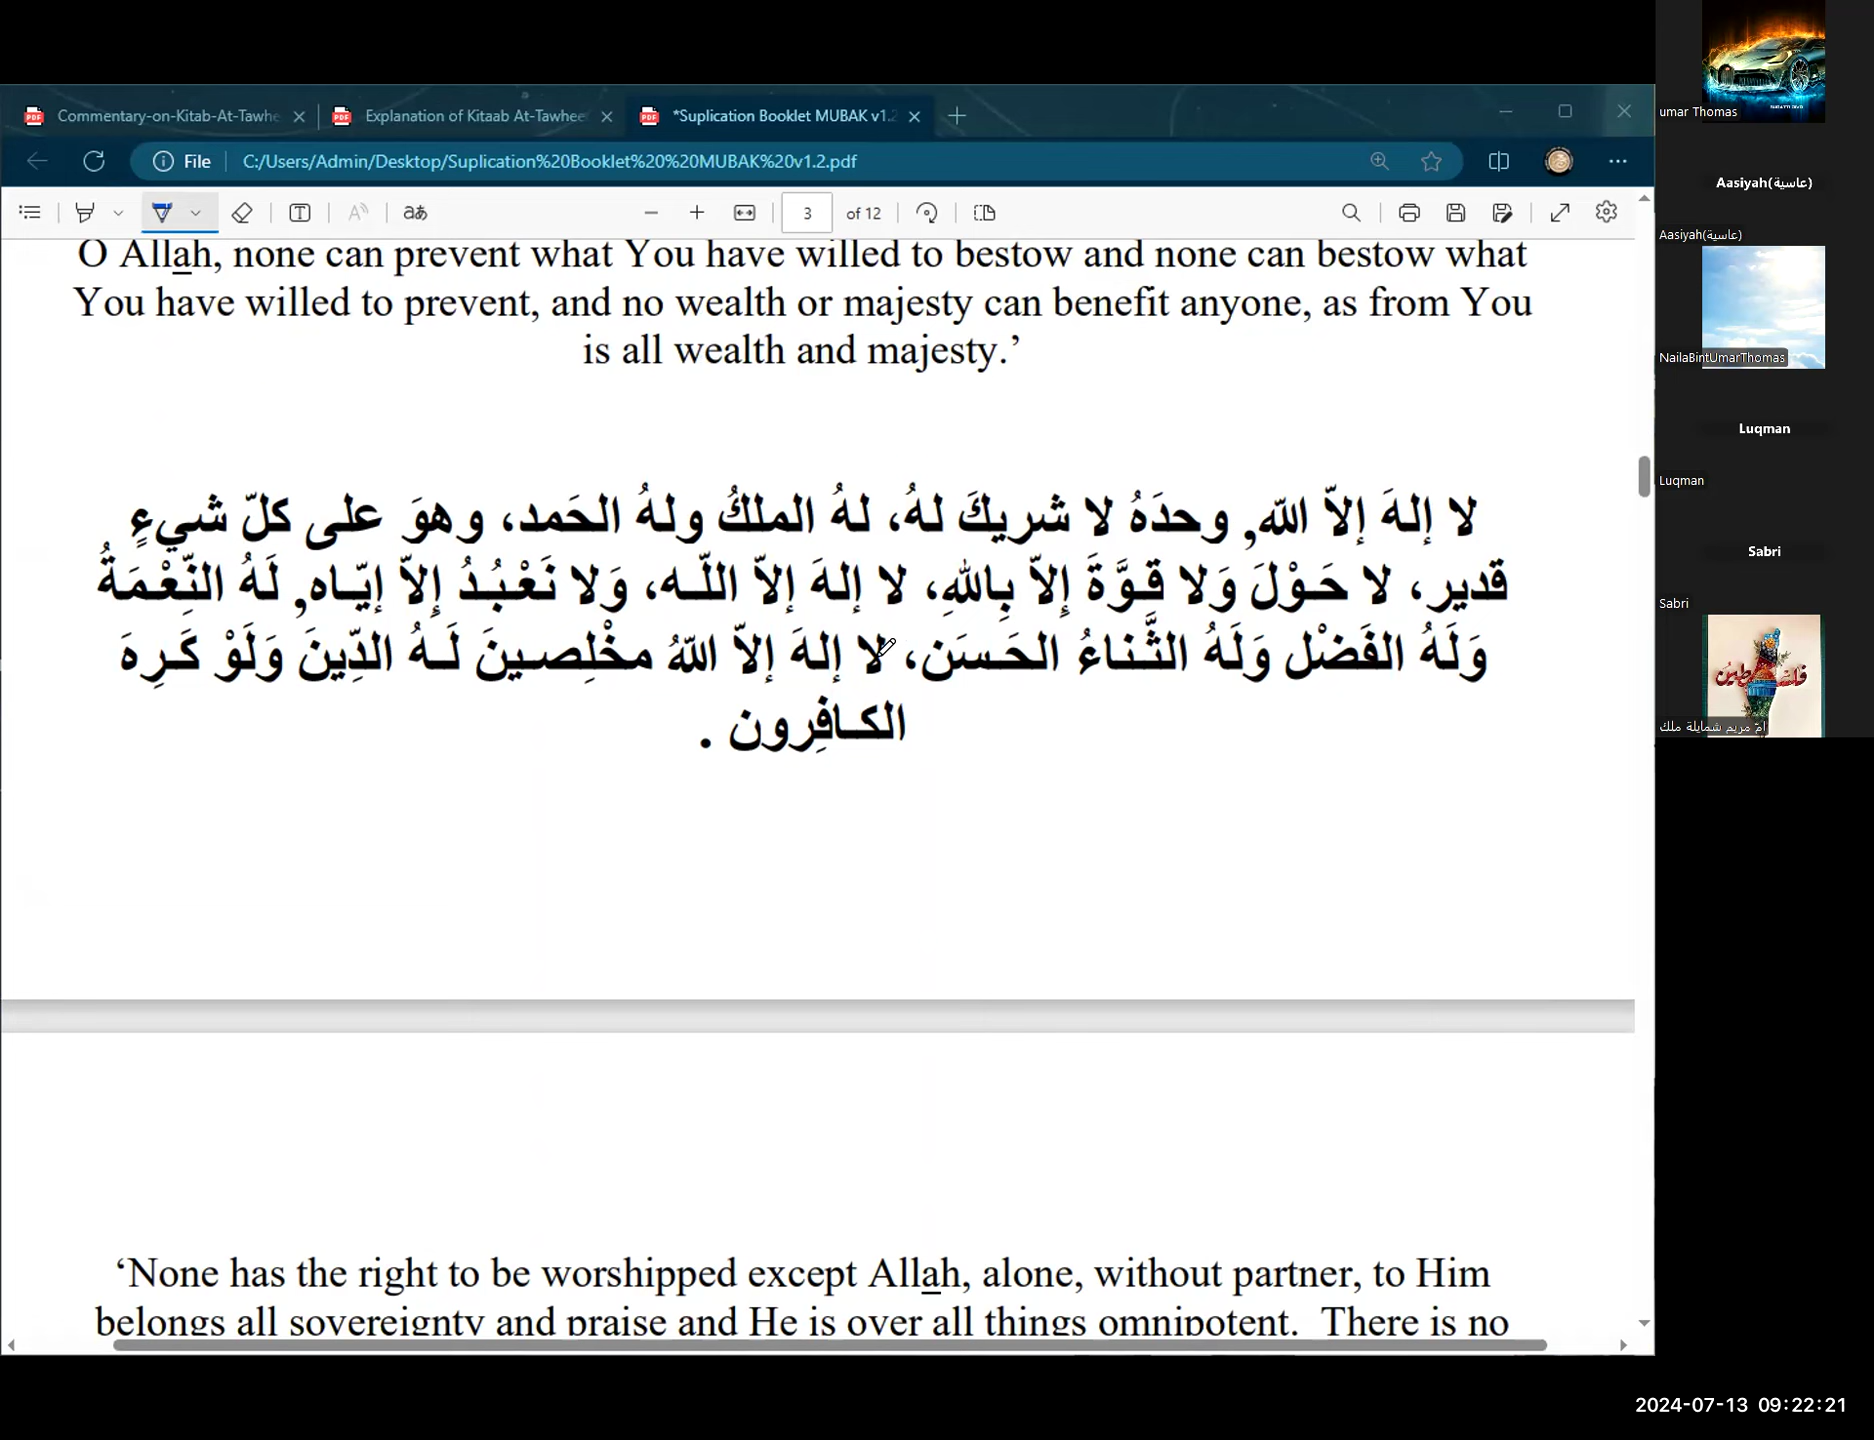 Commentary-on-Kitab-At-Tawhe
Explanation of Kitaab At-Tawhee
*Suplication Booklet MUBAK v1.2
File
C:/Users/Admin/Desktop/Suplication%20Booklet%20%20MUBAK%20v1.2.pdf
3 of 12
O Allah, none can prevent what You have willed to bestow and none can bestow what
You have willed to prevent, and no wealth or majesty can benefit anyone, as from You
is all wealth and majesty.’
لا إلهَ إلاّ اللّه, وحدَهُ لا شريكَ لهُ، لهُ الملكُ ولهُ الحَمد، وهوَ على كلّ شيءٍ
قدير، لا حَـوْلَ وَلا قـوَّةَ إِلاّ بِاللهِ، لا إلهَ إلاّ اللّـه، وَلا نَعْـبُـدُ إِلاّ إيّـاه, لَهُ النِّعْـمَةُ
وَلَهُ الفَضْل وَلَهُ الثَّـناءُ الحَـسَن، لا إلهَ إلاّ اللهُ مخْلِصـينَ لَـهُ الدِّينَ وَلَوْ كَـرِهَ
الكـافِرون .
‘None has the right to be worshipped except Allah, alone, without partner, to Him
belongs all sovereignty and praise and He is over all things omnipotent. There is no
umar Thomas
Aasiyah(عاسية)
Aasiyah(عاسية)
NailaBintUmarThomas
Luqman
Luqman
Sabri
Sabri
فلسطين
امّ مريم شمايلة ملك
2024-07-13 09:22:21